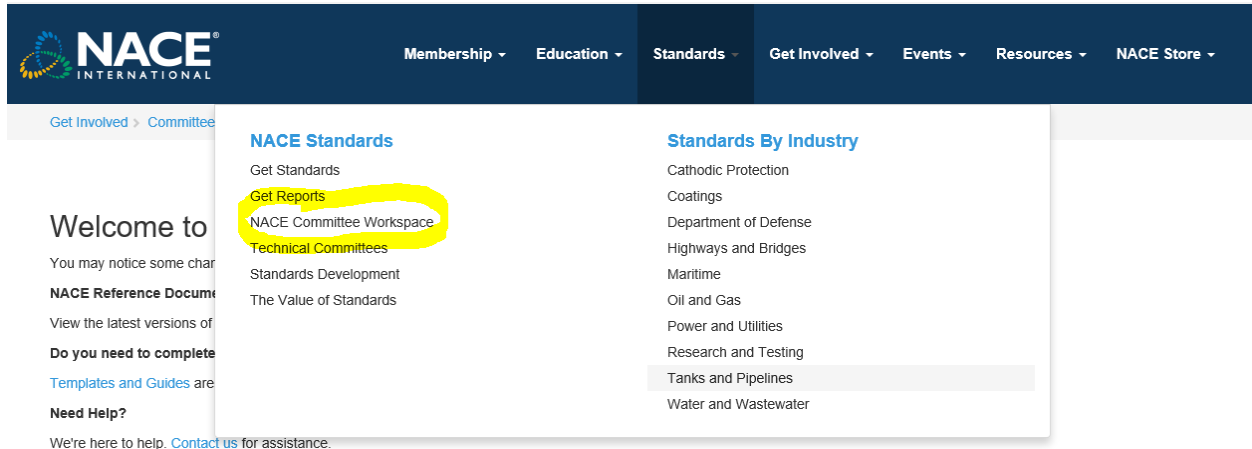 NACE®
INTERNATIONAL
Membership Education Standards Get Involved Events Resources NACE Store
Get Involved > Committee
NACE Standards
Get Standards
Get Reports
NACE Committee Workspace
Technical Committees
Standards Development
The Value of Standards
Standards By Industry
Cathodic Protection
Coatings
Department of Defense
Highways and Bridges
Maritime
Oil and Gas
Power and Utilities
Research and Testing
Tanks and Pipelines
Water and Wastewater
Welcome to
You may notice some
NACE Reference
View the latest versions of
Do you need to complete
Templates and Guides are
Need Help?
We're here to help. Contact us for assistance.